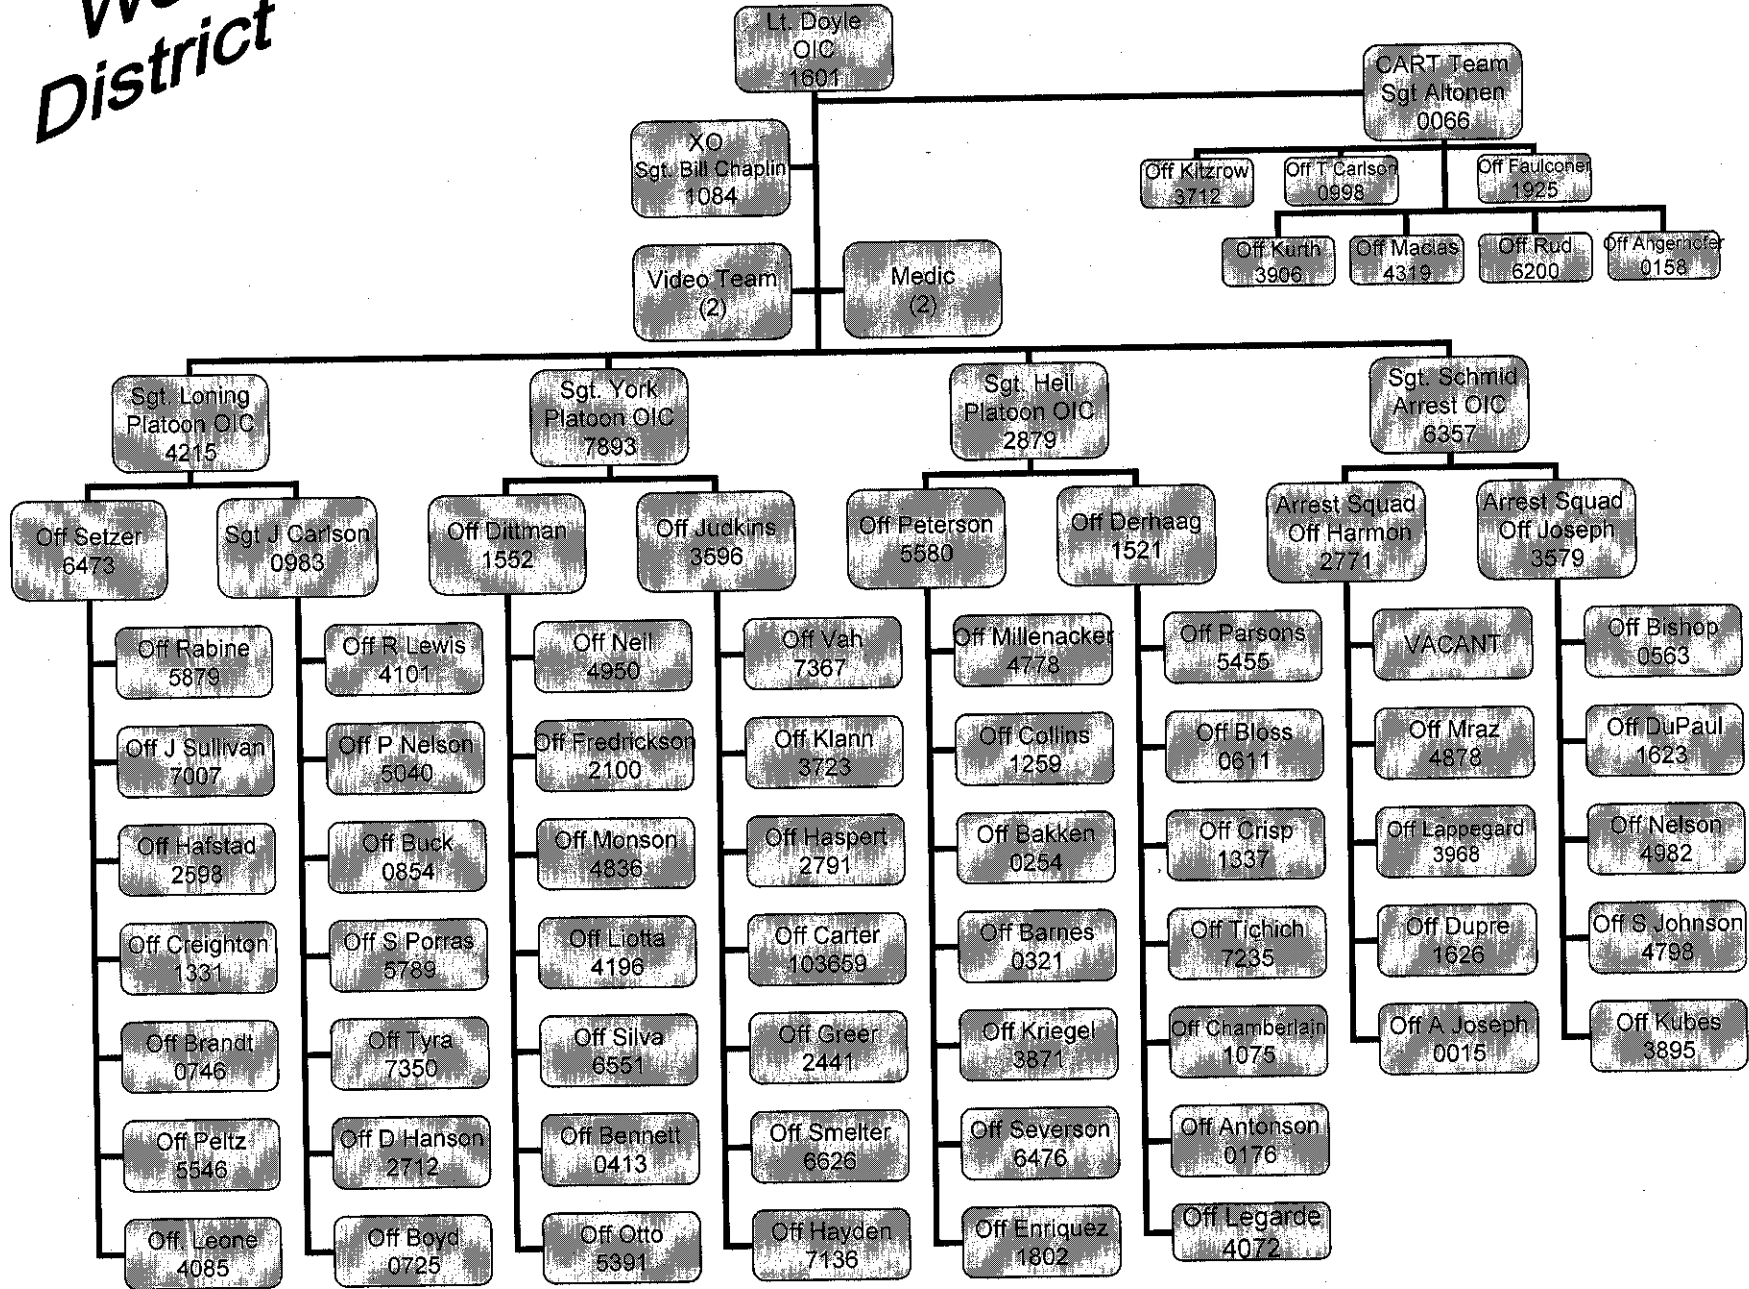 District
Lt. Doyle
OIC
1601
CART Team
Sgt Altonen
0066
XO
Sgt. Bill Chaplin
1084
Off Kitzrow
3712
Off T Carlson
0998
Off Faulconer
1925
Off Kurth
3906
Off Macias
4319
Off Rud
6200
Off Angerhofer
0158
Video Team
(2)
Medic
(2)
Sgt. Loning
Platoon OIC
4215
Sgt. York
Platoon OIC
7893
Sgt. Heil
Platoon OIC
2879
Sgt. Schmid
Arrest OIC
6357
Off Setzer
6473
Sgt J Carlson
0983
Off Dittman
1552
Off Judkins
3596
Off Peterson
5580
Off Derhaag
1521
Arrest Squad
Off Harmon
2771
Arrest Squad
Off Joseph
3579
Off Rabine
5879
Off J Sullivan
7007
Off Hafstad
2598
Off Creighton
1331
Off Brandt
0746
Off Peltz
5546
Off. Leone
4085
Off R Lewis
4101
Off P Nelson
5040
Off Buck
0854
Off S Porras
5789
Off Tyra
7350
Off D Hanson
2712
Off Boyd
0725
Off Neil
4950
Off Fredrickson
2100
Off Monson
4836
Off Liotta
4196
Off Silva
6551
Off Bennett
0413
Off Otto
5391
Off Vah
7367
Off Klann
3723
Off Haspert
2791
Off Carter
103659
Off Greer
2441
Off Smelter
6626
Off Hayden
7136
Off Millenacker
4778
Off Collins
1259
Off Bakken
0254
Off Barnes
0321
Off Kriegel
3871
Off Severson
6476
Off Enriquez
1802
Off Parsons
5455
Off Bloss
0611
Off Crisp
1337
Off Tichich
7235
Off Chamberlain
1075
Off Antonson
0176
Off Legarde
4072
VACANT
Off Mraz
4878
Off Lappegard
3968
Off Dupre
1626
Off A Joseph
0015
Off Bishop
0563
Off DuPaul
1623
Off Nelson
4982
Off S Johnson
4798
Off Kubes
3895